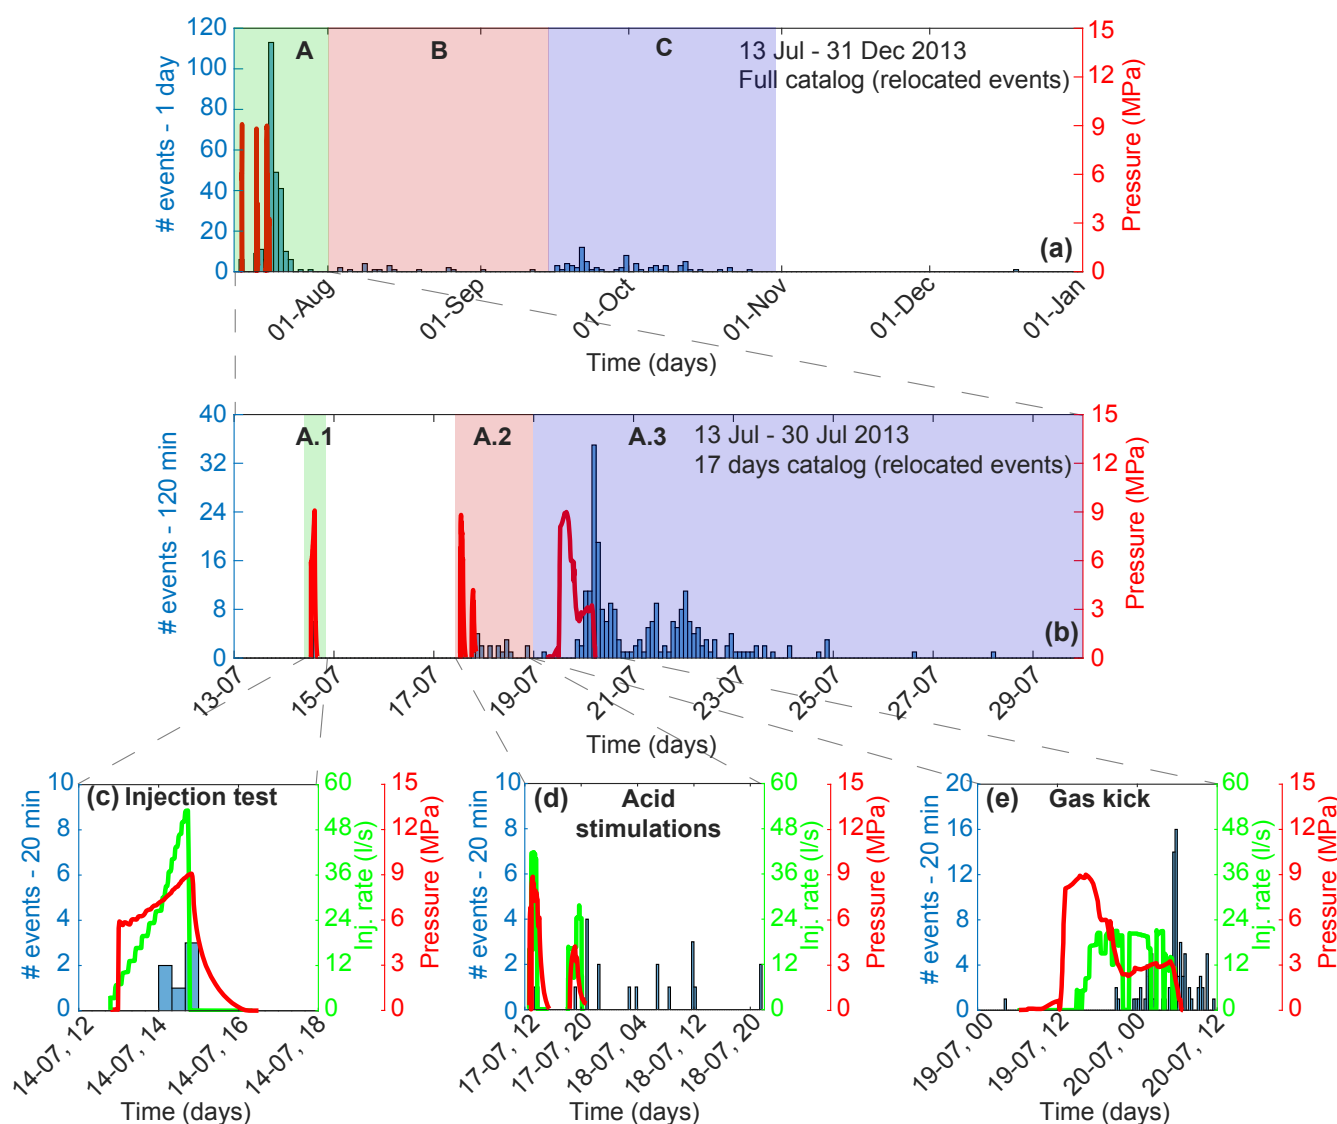 120
100
80
60
40
20
0
# events - 1 day
A
B
C
13 Jul - 31 Dec 2013
Full catalog (relocated events)
(a)
15
12
9
6
3
0
Pressure (MPa)
01-Aug
01-Sep
01-Oct
01-Nov
01-Dec
01-Jan
Time (days)
40
32
24
16
8
0
# events - 120 min
A.1
A.2
A.3
13 Jul - 30 Jul 2013
17 days catalog (relocated events)
(b)
15
12
9
6
3
0
Pressure (MPa)
13-07
15-07
17-07
19-07
21-07
23-07
25-07
27-07
29-07
Time (days)
10
8
6
4
2
0
# events - 20 min
(c) Injection test
60
48
36
24
12
0
Inj. rate (l/s)
15
12
9
6
3
0
Pressure (MPa)
14-07, 12
14-07, 14
14-07, 16
14-07, 18
Time (days)
10
8
6
4
2
0
# events - 20 min
(d)
Acid
stimulations
60
48
36
24
12
0
Inj. rate (l/s)
15
12
9
6
3
0
Pressure (MPa)
17-07, 12
17-07, 20
18-07, 04
18-07, 12
18-07, 20
Time (days)
20
16
12
8
4
0
# events - 20 min
(e)
Gas kick
60
48
36
24
12
0
Inj. rate (l/s)
15
12
9
6
3
0
Pressure (MPa)
19-07, 00
19-07, 12
20-07, 00
20-07, 12
Time (days)